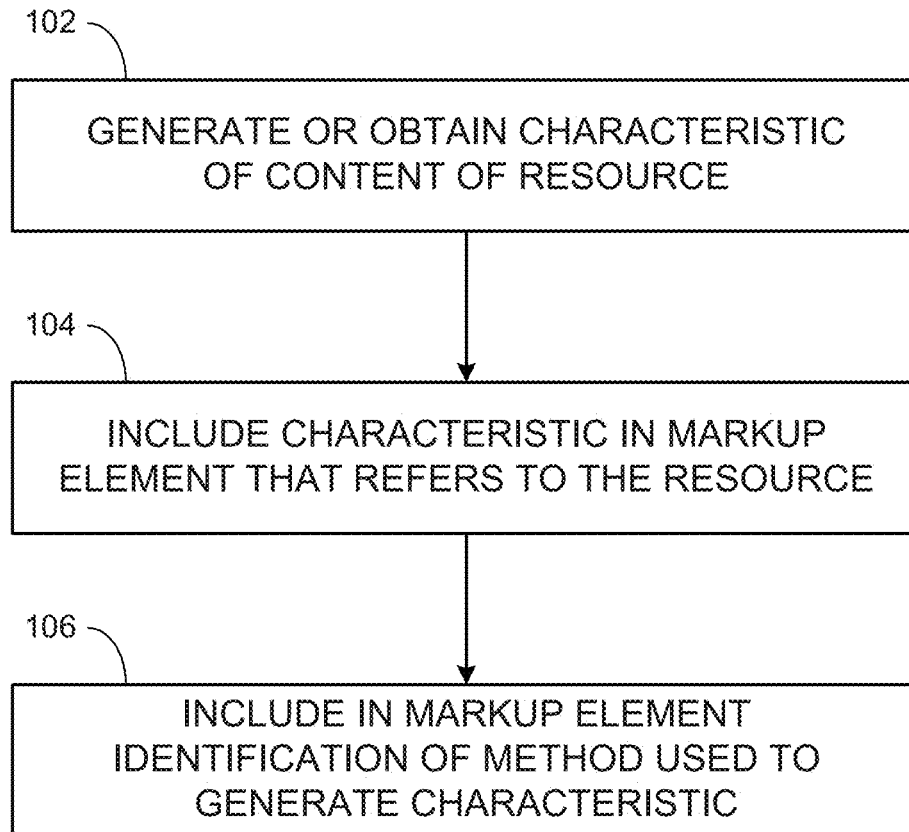 102
GENERATE OR OBTAIN CHARACTERISTIC
OF CONTENT OF RESOURCE
104
INCLUDE CHARACTERISTIC IN MARKUP
ELEMENT THAT REFERS TO THE RESOURCE
106
INCLUDE IN MARKUP ELEMENT
IDENTIFICATION OF METHOD USED TO
GENERATE CHARACTERISTIC